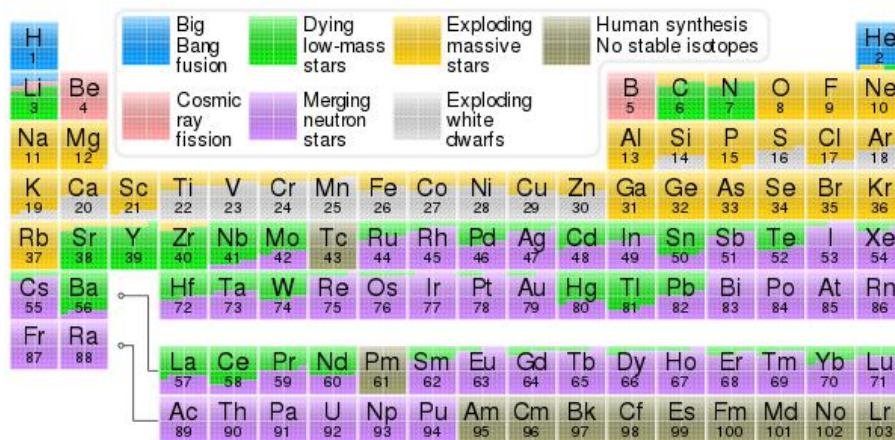 Big Bang fusion
Dying low-mass stars
Exploding massive stars
Human synthesis No stable isotopes
Cosmic ray fission
Merging neutron stars
Exploding white dwarfs
H He
1 2
Li Be B C N O F Ne
3 4 5 6 7 8 9 10
Na Mg Al Si P S Cl Ar
11 12 13 14 15 16 17 18
K Ca Sc Ti V Cr Mn Fe Co Ni Cu Zn Ga Ge As Se Br Kr
19 20 21 22 23 24 25 26 27 28 29 30 31 32 33 34 35 36
Rb Sr Y Zr Nb Mo Tc Ru Rh Pd Ag Cd In Sn Sb Te I Xe
37 38 39 40 41 42 43 44 45 46 47 48 49 50 51 52 53 54
Cs Ba Hf Ta W Re Os Ir Pt Au Hg Tl Pb Bi Po At Rn
55 56 72 73 74 75 76 77 78 79 80 81 82 83 84 85 86
Fr Ra
87 88
La Ce Pr Nd Pm Sm Eu Gd Tb Dy Ho Er Tm Yb Lu
57 58 59 60 61 62 63 64 65 66 67 68 69 70 71
Ac Th Pa U Np Pu Am Cm Bk Cf Es Fm Md No Lr
89 90 91 92 93 94 95 96 97 98 99 100 101 102 103